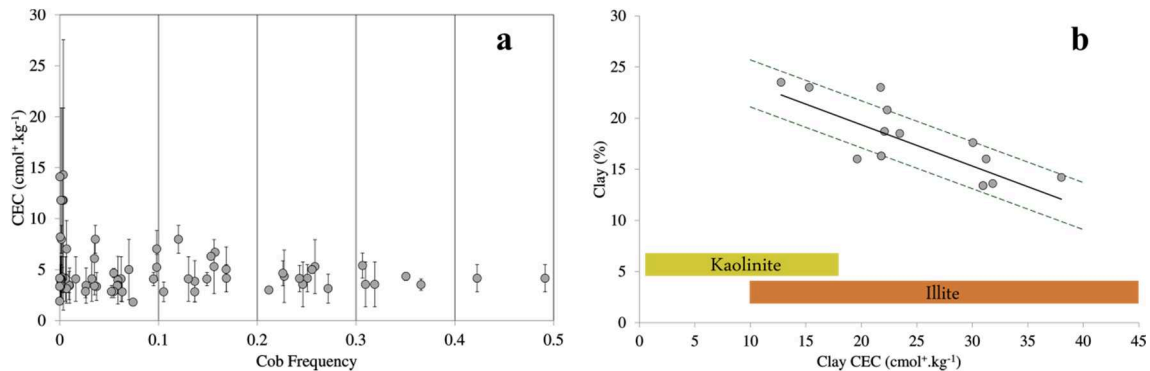 a
CEC (cmol⁺.kg⁻¹)
30
25
20
15
10
5
0
0 0.1 0.2 0.3 0.4 0.5
Cob Frequency
b
Clay (%)
30
25
20
15
10
5
0
Kaolinite
Illite
0 5 10 15 20 25 30 35 40 45
Clay CEC (cmol⁺.kg⁻¹)